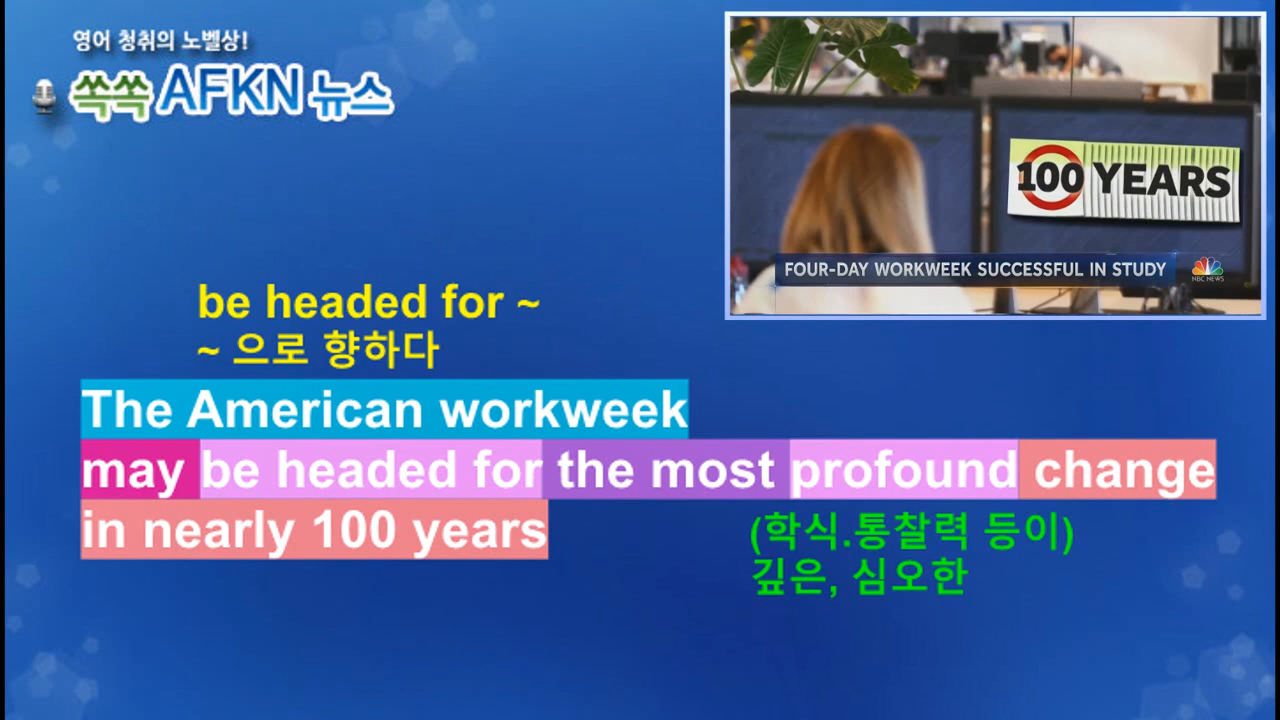 영어 청취의 노벨상!
쏙쏙 AFKN 뉴스
100 YEARS
FOUR-DAY WORKWEEK SUCCESSFUL IN STUDY
NBC NEWS
be headed for ~
~ 으로 향하다
The American workweek
may be headed for the most profound change
in nearly 100 years
(학식.통찰력 등이)
깊은, 심오한